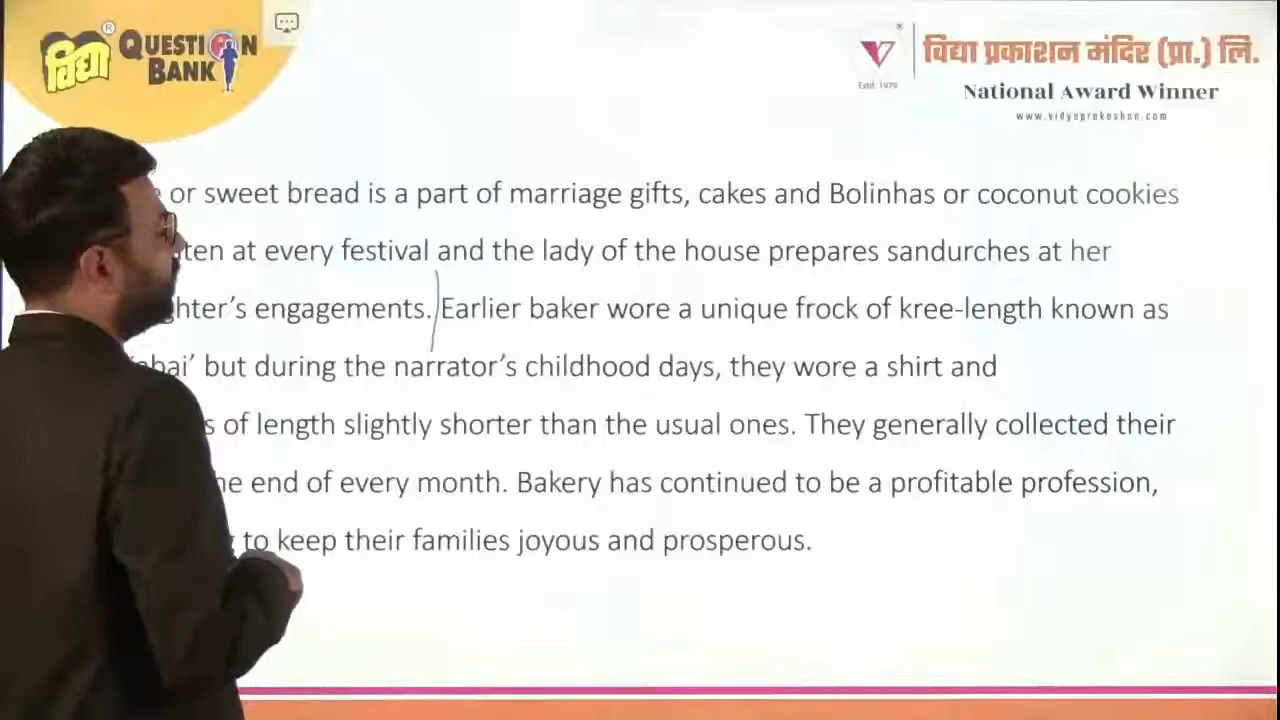 विद्या
®
QUESTION
BANK
®
Estd. 1979
विद्या प्रकाशन मंदिर (प्रा.) लि.
National Award Winner
www.vidyaprakashan.com
or sweet bread is a part of marriage gifts, cakes and Bolinhas or coconut cookies
at every festival and the lady of the house prepares sandurches at her
engagements. Earlier baker wore a unique frock of kree-length known as
but during the narrator’s childhood days, they wore a shirt and
of length slightly shorter than the usual ones. They generally collected their
end of every month. Bakery has continued to be a profitable profession,
to keep their families joyous and prosperous.